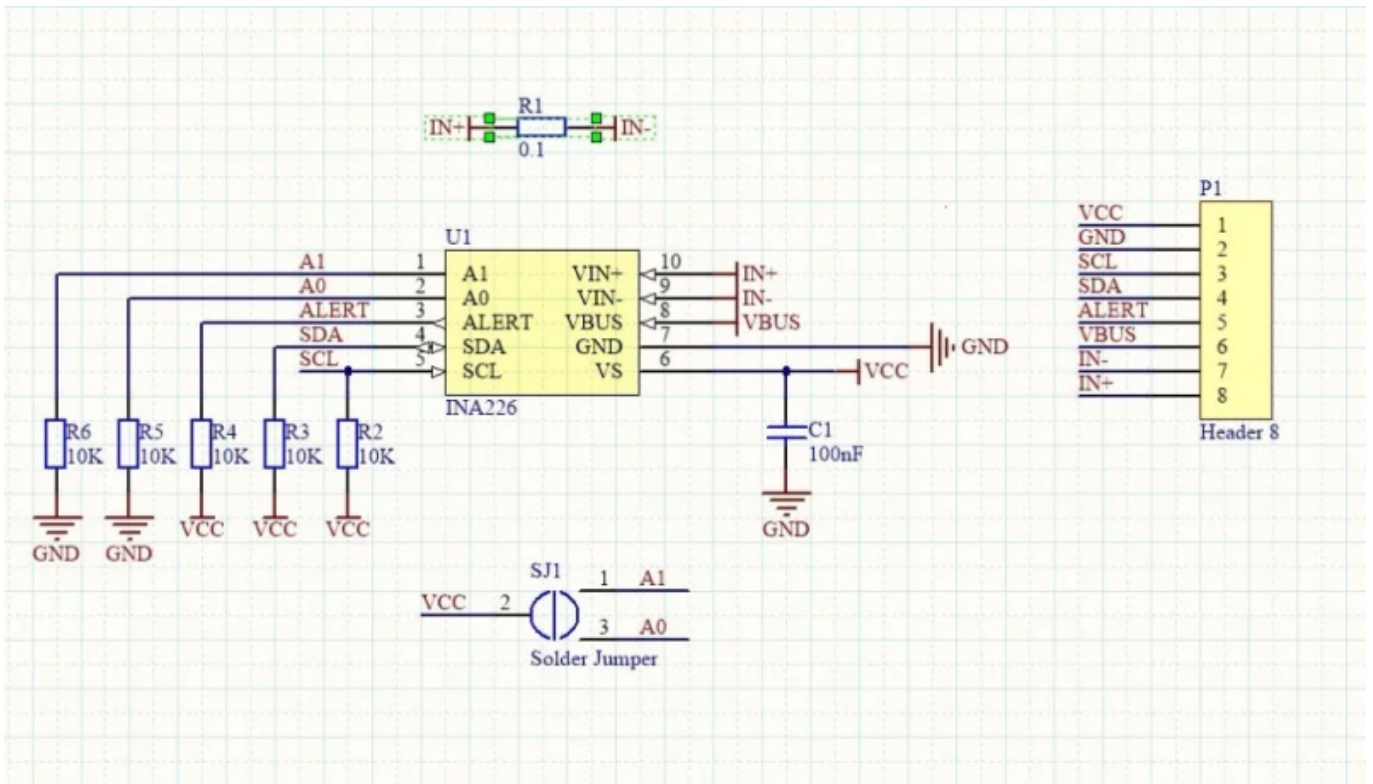 R1
IN+ IN-
0.1
P1
VCC 1
GND 2
SCL 3
SDA 4
ALERT 5
VBUS 6
IN- 7
IN+ 8
Header 8
U1
A1 1 A1 VIN+ 10 IN+
A0 2 A0 VIN- 9 IN-
ALERT 3 ALERT VBUS 8 VBUS
SDA 4 SDA GND 7 GND
SCL 5 SCL VS 6 VCC
INA226
R6 R5 R4 R3 R2
10K 10K 10K 10K 10K
C1
100nF
GND GND VCC VCC VCC
GND
SJ1
1 A1
VCC 2
3 A0
Solder Jumper